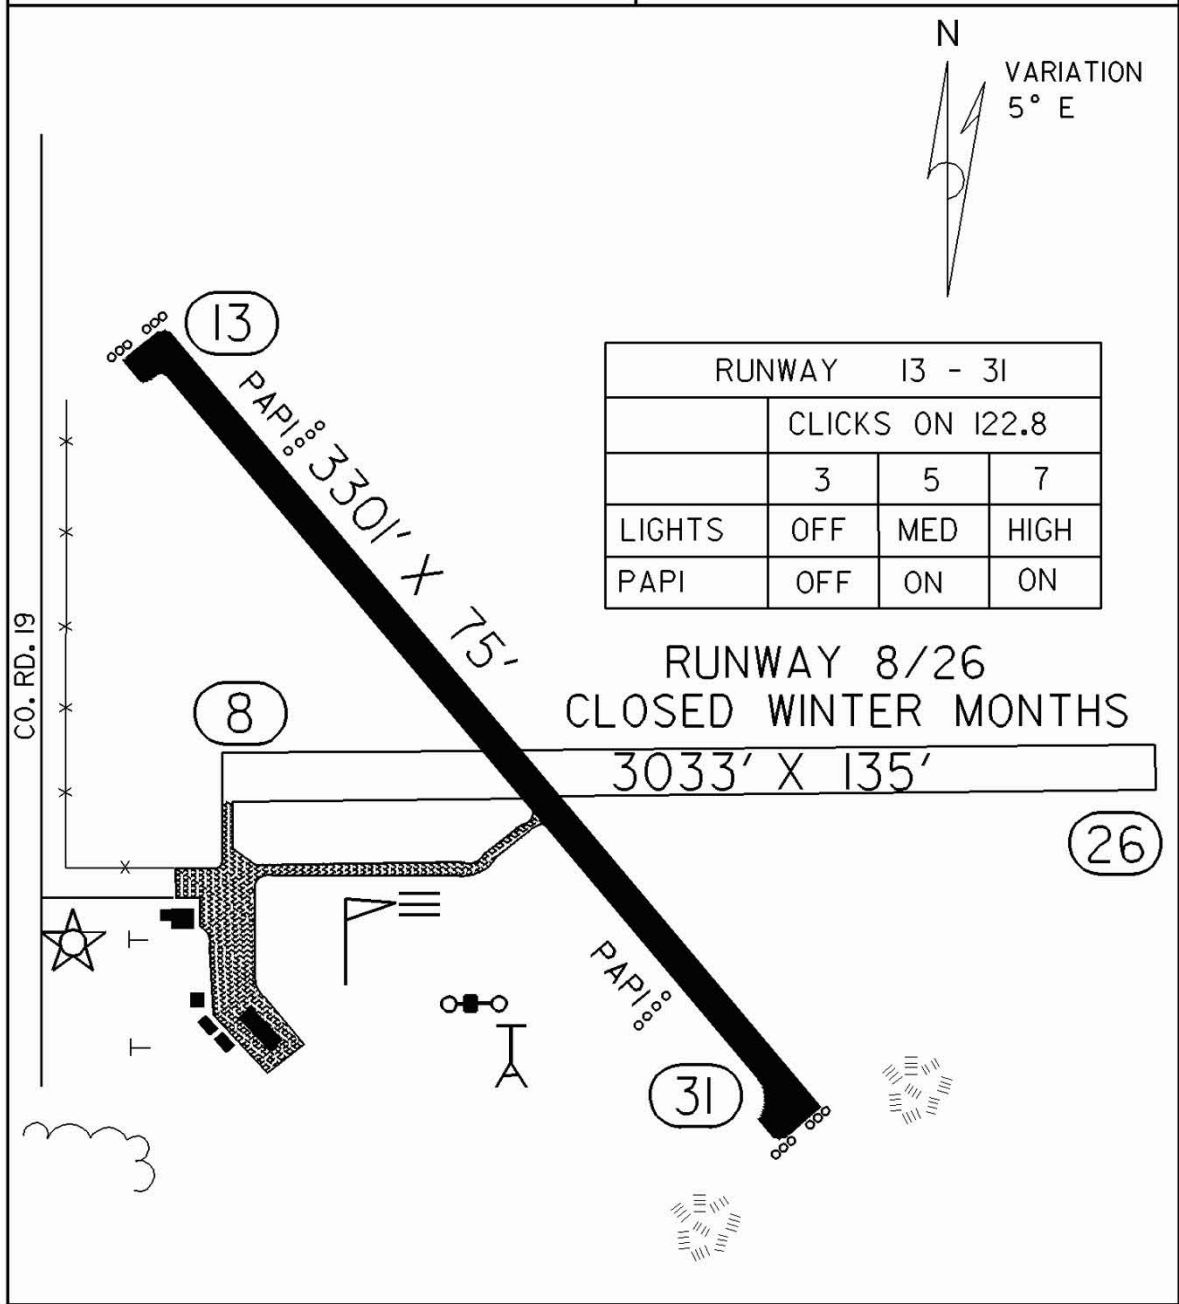 N
VARIATION
5° E
13
PAPI
3301' X 75'
RUNWAY 13 - 31
CLICKS ON 122.8
3 5 7
LIGHTS OFF MED HIGH
PAPI OFF ON ON
CO. RD. 19
RUNWAY 8/26
CLOSED WINTER MONTHS
8
3033' X 135'
26
PAPI
31